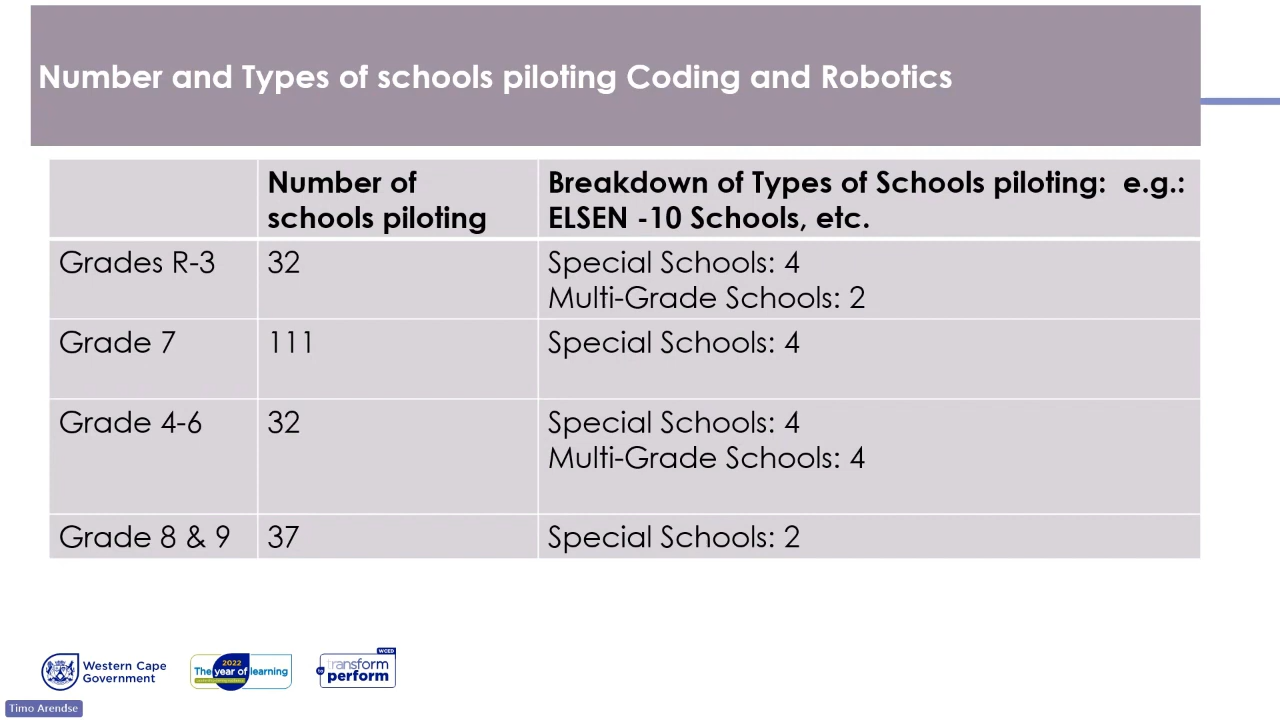 Number and Types of schools piloting Coding and Robotics
Number of
schools piloting
Breakdown of Types of Schools piloting:  e.g.:
ELSEN -10 Schools, etc.
Grades R-3
32
Special Schools: 4
Multi-Grade Schools: 2
Grade 7
111
Special Schools: 4
Grade 4-6
32
Special Schools: 4
Multi-Grade Schools: 4
Grade 8 & 9
37
Special Schools: 2
Western Cape
Government
2022
The year of learning
WCED
transform
to perform
Timo Arendse